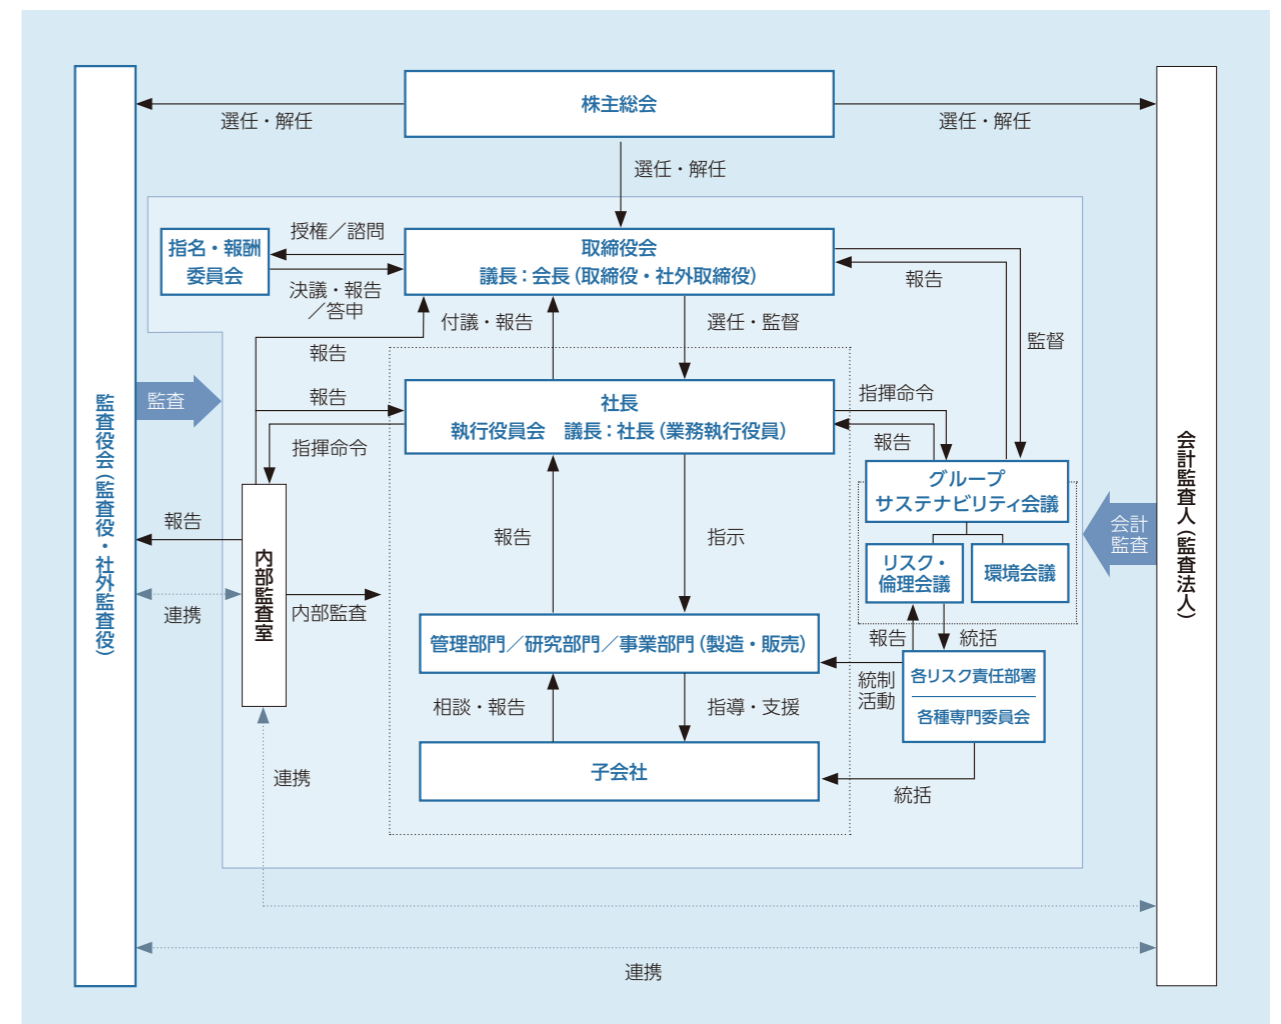 株主総会
選任・解任
選任・解任
選任・解任
指名・報酬
委員会
授権／諮問
決議・報告
／答申
取締役会
議長：会長（取締役・社外取締役）
報告
監督
報告
付議・報告
選任・監督
監査
報告
指揮命令
社長
執行役員会　議長：社長（業務執行役員）
指揮命令
報告
グループ
サステナビリティ会議
リスク・
倫理会議
環境会議
会計
監査
監査役会（監査役・社外監査役）
会計監査人（監査法人）
報告
連携
内部監査室
内部監査
報告
指示
管理部門／研究部門／事業部門（製造・販売）
報告
統括
統制
活動
各リスク責任部署
各種専門委員会
相談・報告
指導・支援
子会社
統括
連携
連携